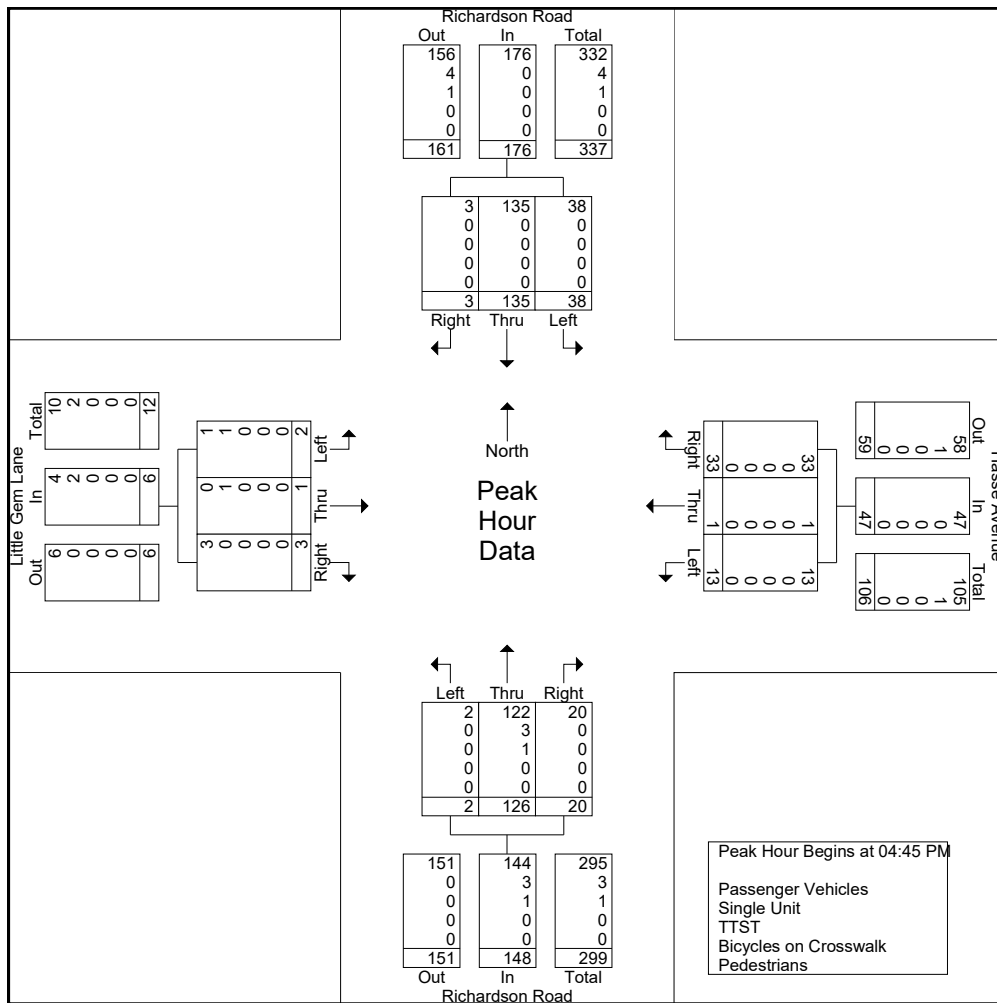 Richardson Road
Out In Total
156 176 332
4 0 4
1 0 1
0 0 0
0 0 0
161 176 337
3 135 38
0 0 0
0 0 0
0 0 0
0 0 0
3 135 38
Right Thru Left
Little Gem Lane
Total
10 2 0 0 0 12
In
4 2 0 0 0 6
Out
6 0 0 0 0 6
1 1 0 0 0 2
Left
0 1 0 0 0 1
Thru
3 0 0 0 0 3
Right
North
Peak
Hour
Data
Right
33 0 0 0 0 33
Thru
1 0 0 0 0 1
Left
13 0 0 0 0 13
Out
58 1 0 0 0 59
In
47 0 0 0 0 47
Total
105 1 0 0 0 106
Avenue
Left Thru Right
2 122 20
0 3 0
0 1 0
0 0 0
0 0 0
2 126 20
151 144 295
0 3 3
0 1 1
0 0 0
0 0 0
151 148 299
Out In Total
Richardson Road
Peak Hour Begins at 04:45 PM
Passenger Vehicles
Single Unit
TTST
Bicycles on Crosswalk
Pedestrians